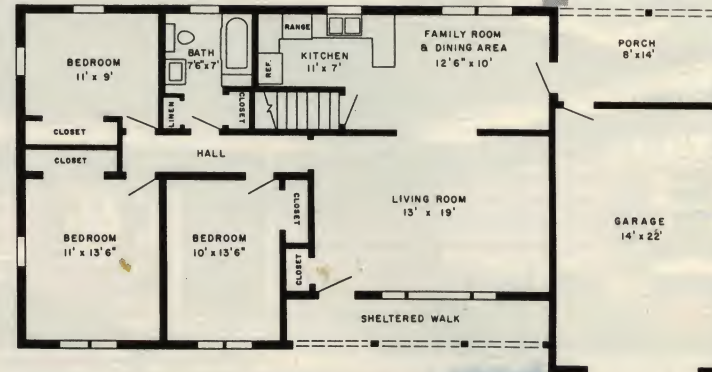 BEDROOM
11' x 9'
BATH
7'6" x 7'
RANGE
REF.
KITCHEN
11' x 7'
FAMILY ROOM
& DINING AREA
12'6" x 10'
PORCH
8' x 14'
CLOSET
LINEN
CLOSET
CLOSET
HALL
BEDROOM
11' x 13'6"
BEDROOM
10' x 13'6"
CLOSET
CLOSET
LIVING ROOM
13' x 19'
GARAGE
14' x 22'
SHELTERED WALK